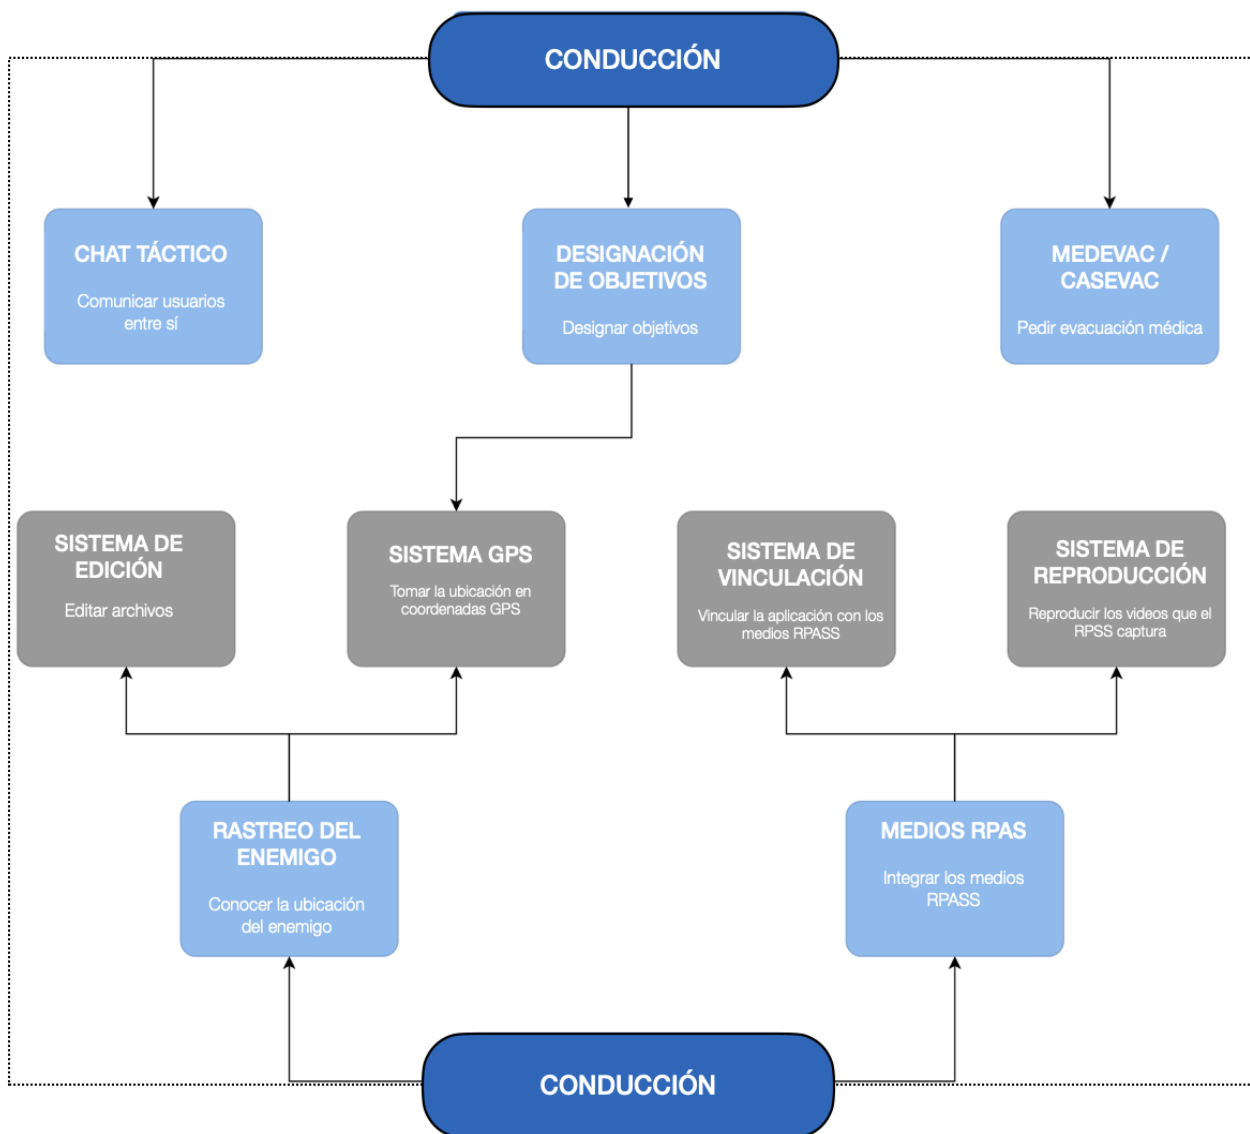 CONDUCCIÓN
CHAT TÁCTICO
Comunicar usuarios
entre sí
DESIGNACIÓN
DE OBJETIVOS
Designar objetivos
MEDEVAC /
CASEVAC
Pedir evacuación médica
SISTEMA DE
EDICIÓN
Editar archivos
SISTEMA GPS
Tomar la ubicación en
coordenadas GPS
SISTEMA DE
VINCULACIÓN
Vincular la aplicación con los
medios RPASS
SISTEMA DE
REPRODUCCIÓN
Reproducir los videos que el
RPSS captura
RASTREO DEL
ENEMIGO
Conocer la ubicación
del enemigo
MEDIOS RPAS
Integrar los medios
RPASS
CONDUCCIÓN